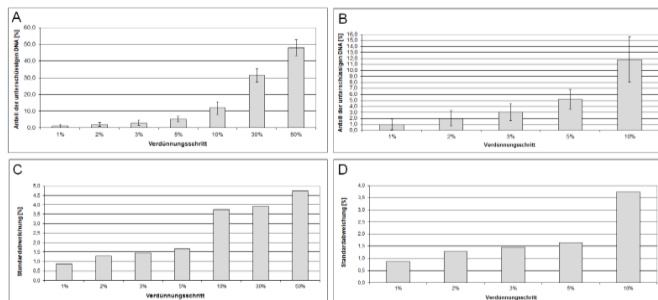 A
Anteil der unterschüssigen DNA [%]
60,0
50,0
40,0
30,0
20,0
10,0
0,0
1% 2% 3% 5% 10% 30% 50%
Verdünnungsschritt
B
Anteil der unterschüssigen DNA [%]
16,0
15,0
14,0
13,0
12,0
11,0
10,0
9,0
8,0
7,0
6,0
5,0
4,0
3,0
2,0
1,0
0,0
1% 2% 3% 5% 10%
Verdünnungsschritt
C
Standardabweichung [%]
5,0
4,5
4,0
3,5
3,0
2,5
2,0
1,5
1,0
0,5
0,0
1% 2% 3% 5% 10% 30% 50%
Verdünnungsschritt
D
Standardabweichung [%]
4,0
3,5
3,0
2,5
2,0
1,5
1,0
0,5
0,0
1% 2% 3% 5% 10%
Verdünnungsschritt